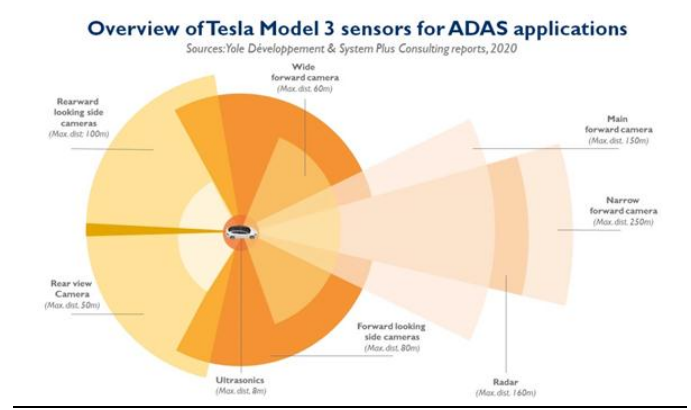 Overview of Tesla Model 3 sensors for ADAS applications
Sources:Yole Développement & System Plus Consulting reports, 2020
Wide
forward camera
(Max. dist. 60m)
Rearward
looking side
cameras
(Max. dist: 100m)
Main
forward camera
(Max. dist. 150m)
Narrow
forward camera
(Max. dist. 250m)
Rear view
Camera
(Max. dist. 50m)
Forward looking
side cameras
(Max. dist. 80m)
Ultrasonics
(Max. dist. 8m)
Radar
(Max. dist. 160m)